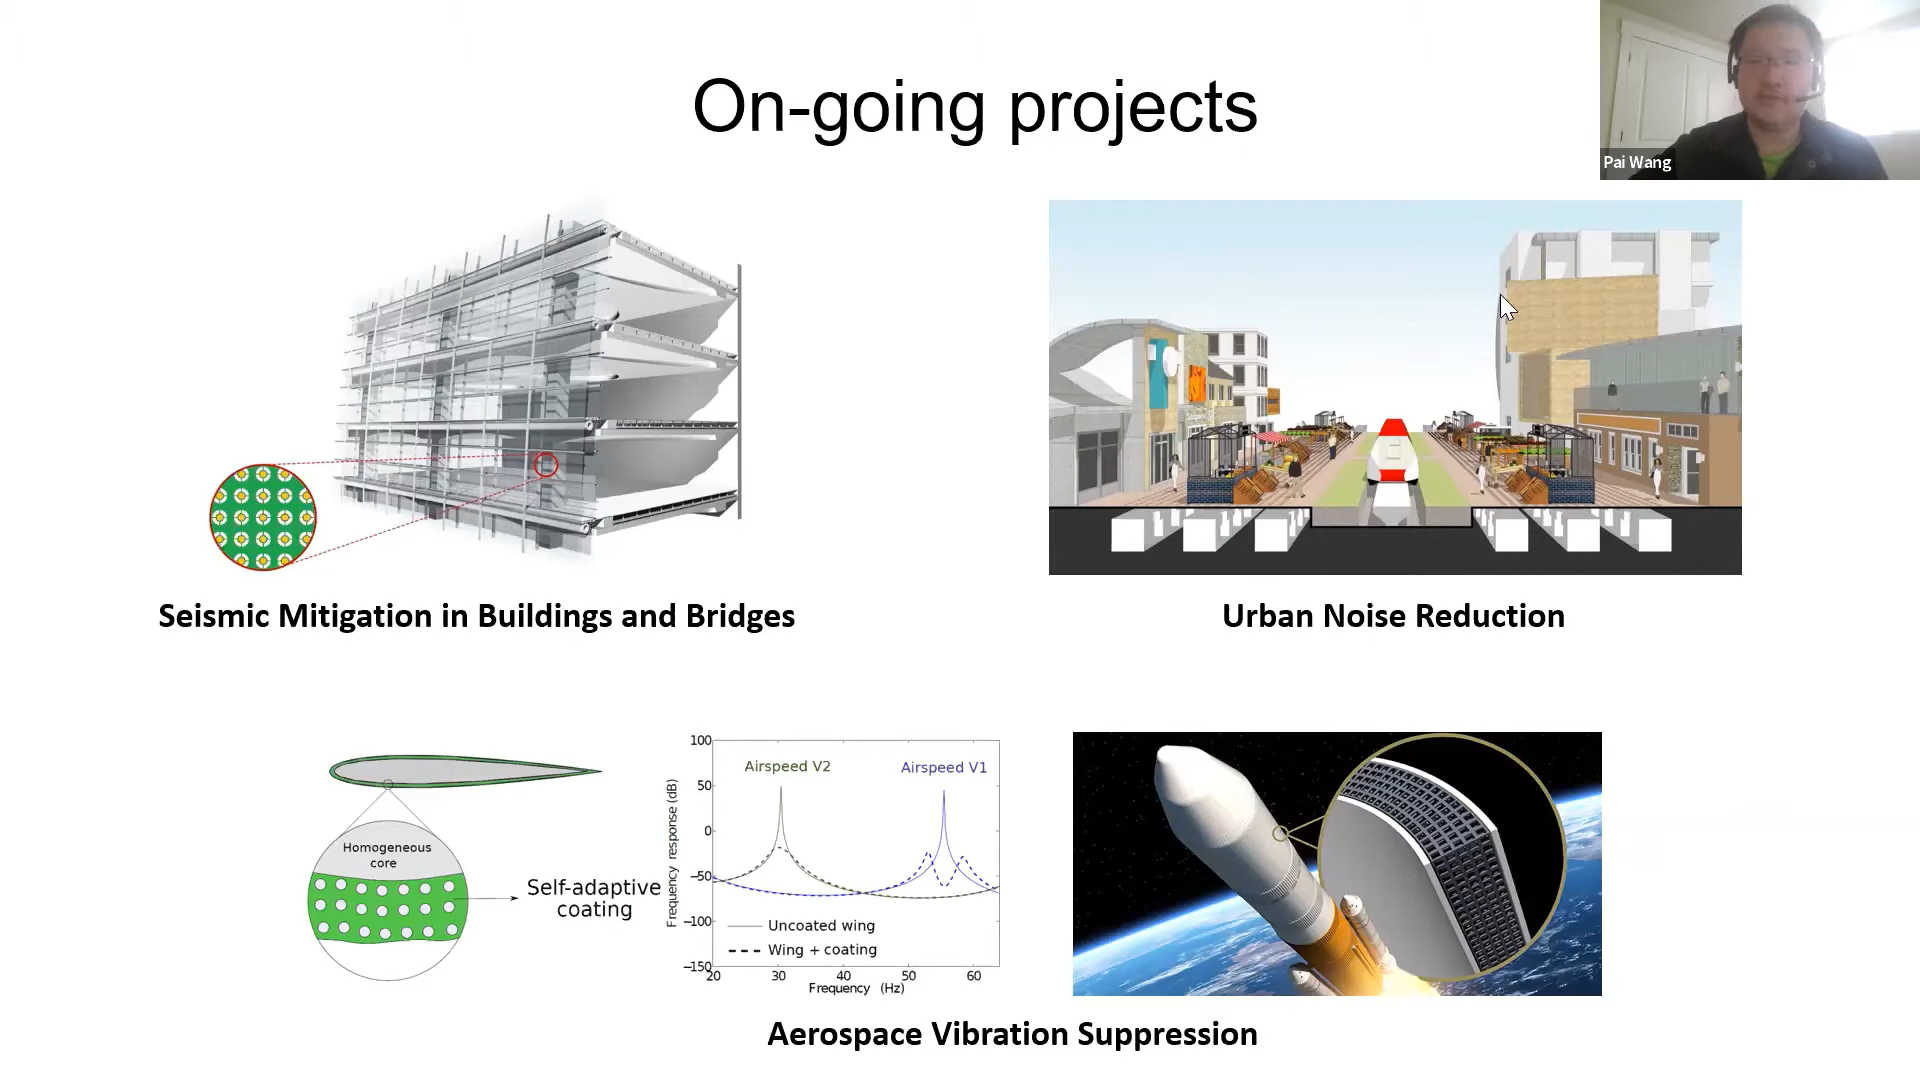 On-going projects
Pai Wang
Seismic Mitigation in Buildings and Bridges
Urban Noise Reduction
Homogeneous
core
Self-adaptive
coating
Frequency response (dB)
100
50
0
−50
−100
−150
Airspeed V2
Airspeed V1
Uncoated wing
Wing + coating
20
30
40
50
60
Frequency (Hz)
Aerospace Vibration Suppression